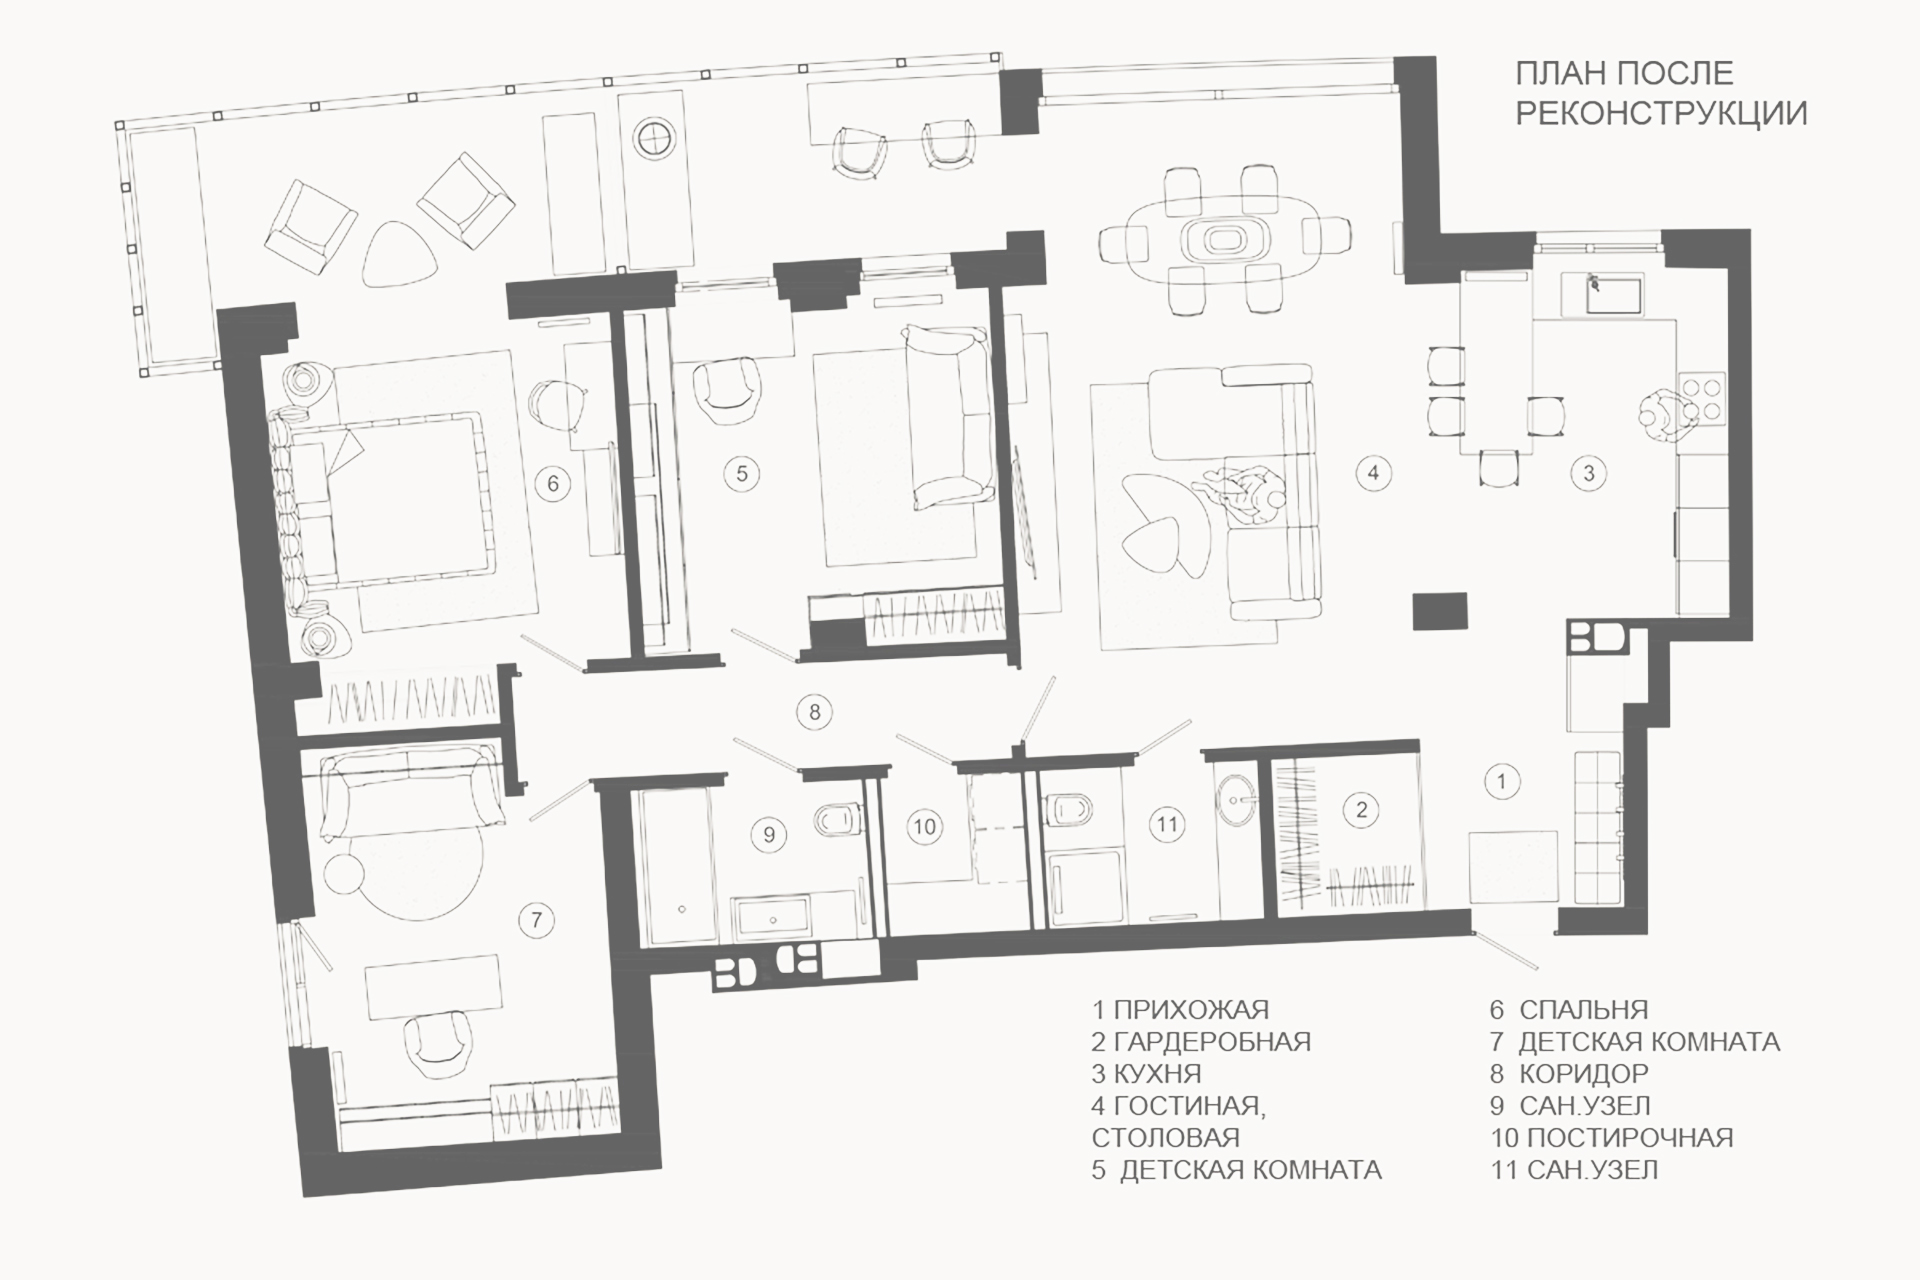 ПЛАН ПОСЛЕ
РЕКОНСТРУКЦИИ
6
5
4
3
8
1
2
9
10
11
7
1 ПРИХОЖАЯ
2 ГАРДЕРОБНАЯ
3 КУХНЯ
4 ГОСТИНАЯ,
СТОЛОВАЯ
5 ДЕТСКАЯ КОМНАТА
6 СПАЛЬНЯ
7 ДЕТСКАЯ КОМНАТА
8 КОРИДОР
9 САН.УЗЕЛ
10 ПОСТИРОЧНАЯ
11 САН.УЗЕЛ